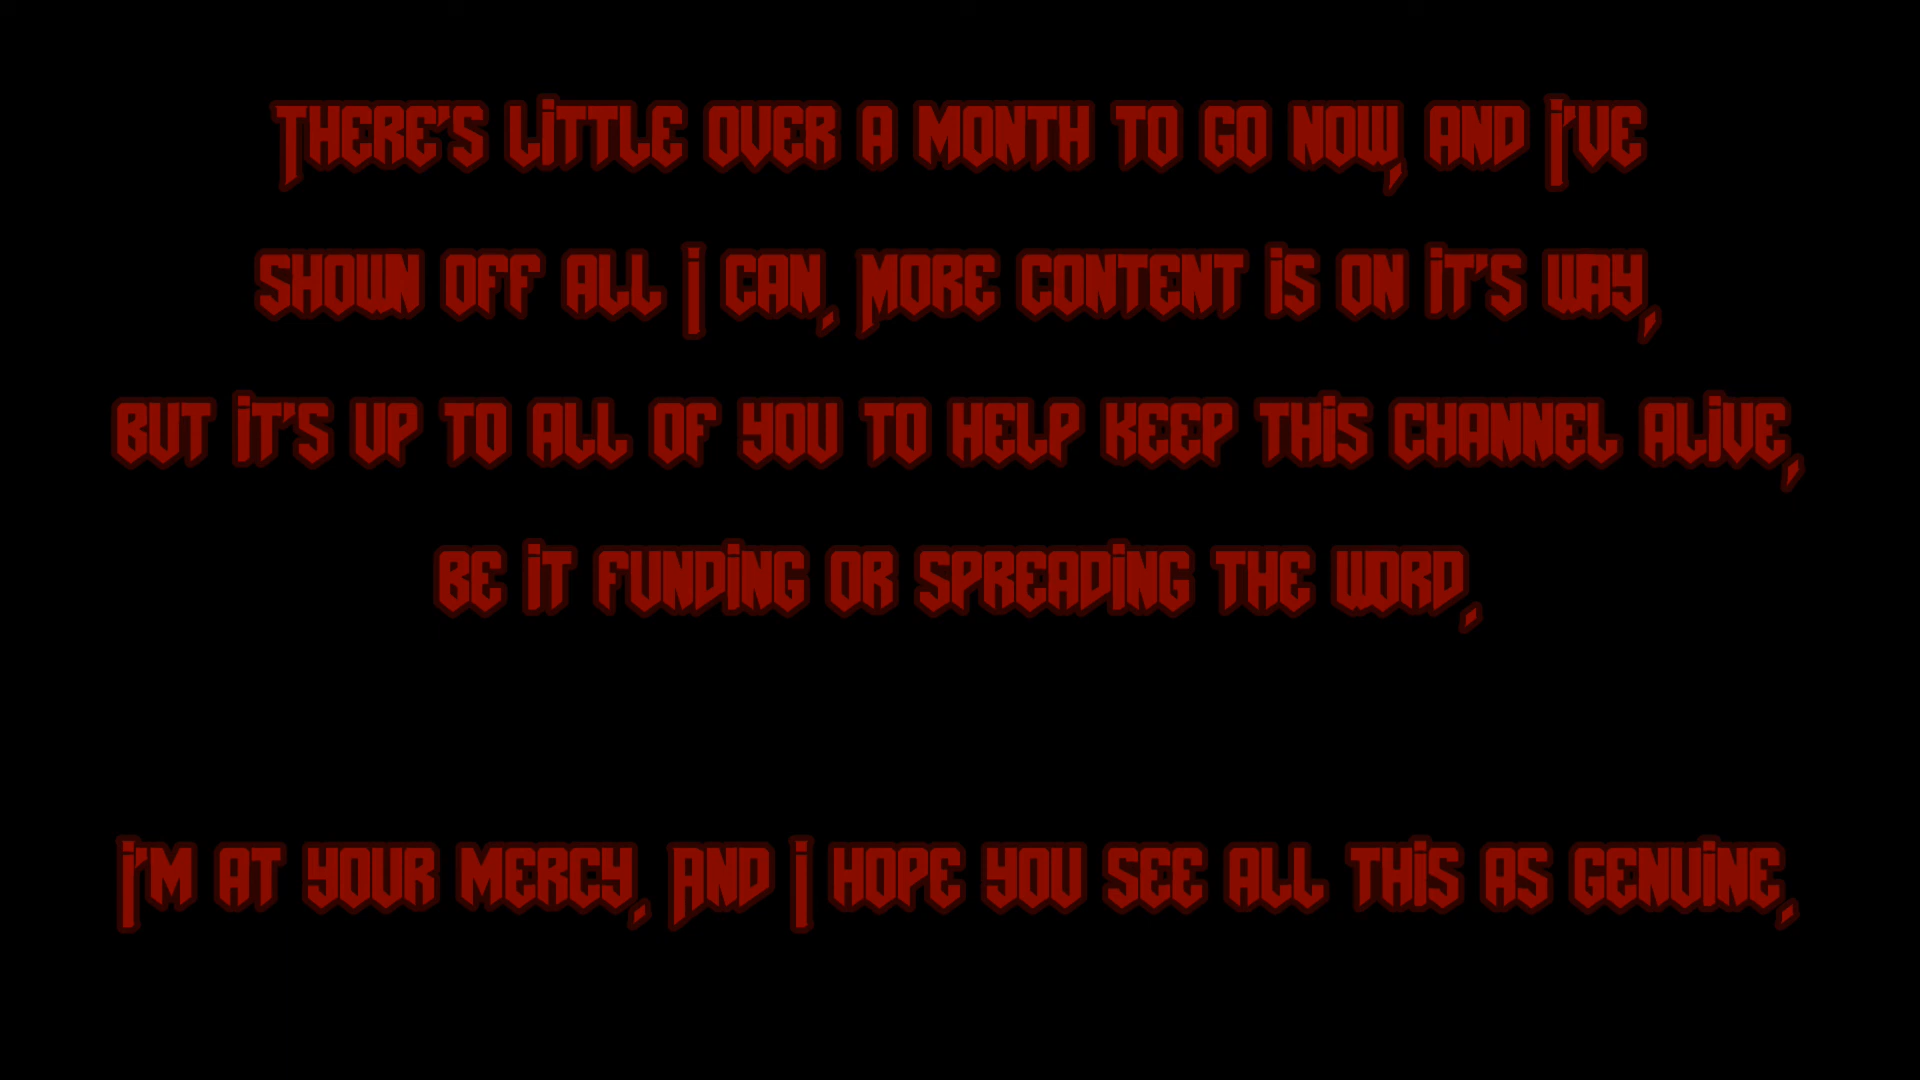 There's little over a month to go now, and I've
shown off all I can, More content is on it's way,
but it's up to all of you to help keep this channel alive,
be it funding or spreading the word,
I'm at your mercy, And I hope you see all this as genuine,